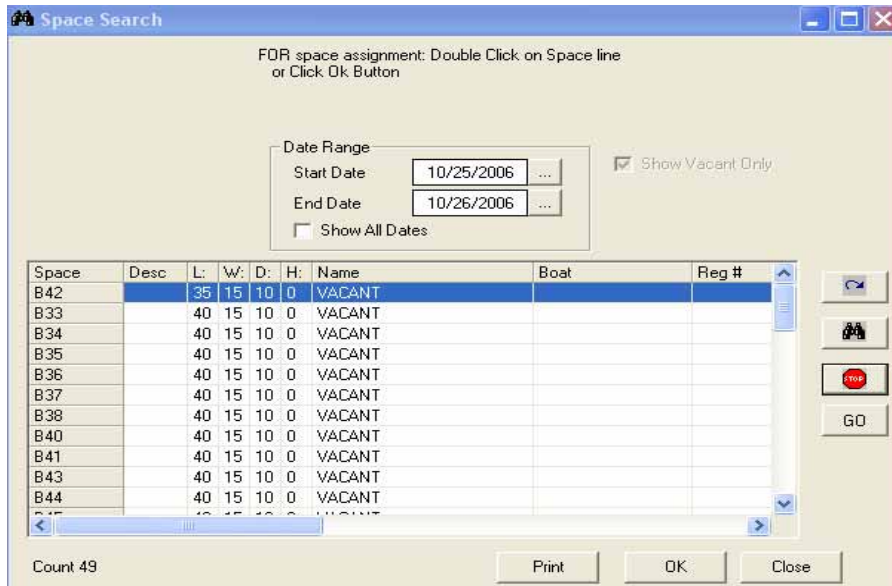 Space Search
FOR space assignment: Double Click on Space line
or Click Ok Button
Date Range
Start Date 10/25/2006 ...
Show Vacant Only
End Date 10/26/2006 ...
Show All Dates
Space Desc L: W: D: H: Name Boat Reg #
B42 35 15 10 0 VACANT
B33 40 15 10 0 VACANT
B34 40 15 10 0 VACANT
B35 40 15 10 0 VACANT
B36 40 15 10 0 VACANT
B37 40 15 10 0 VACANT
B38 40 15 10 0 VACANT
B40 40 15 10 0 VACANT
B41 40 15 10 0 VACANT
B43 40 15 10 0 VACANT
B44 40 15 10 0 VACANT
STOP
GO
Count 49 Print OK Close